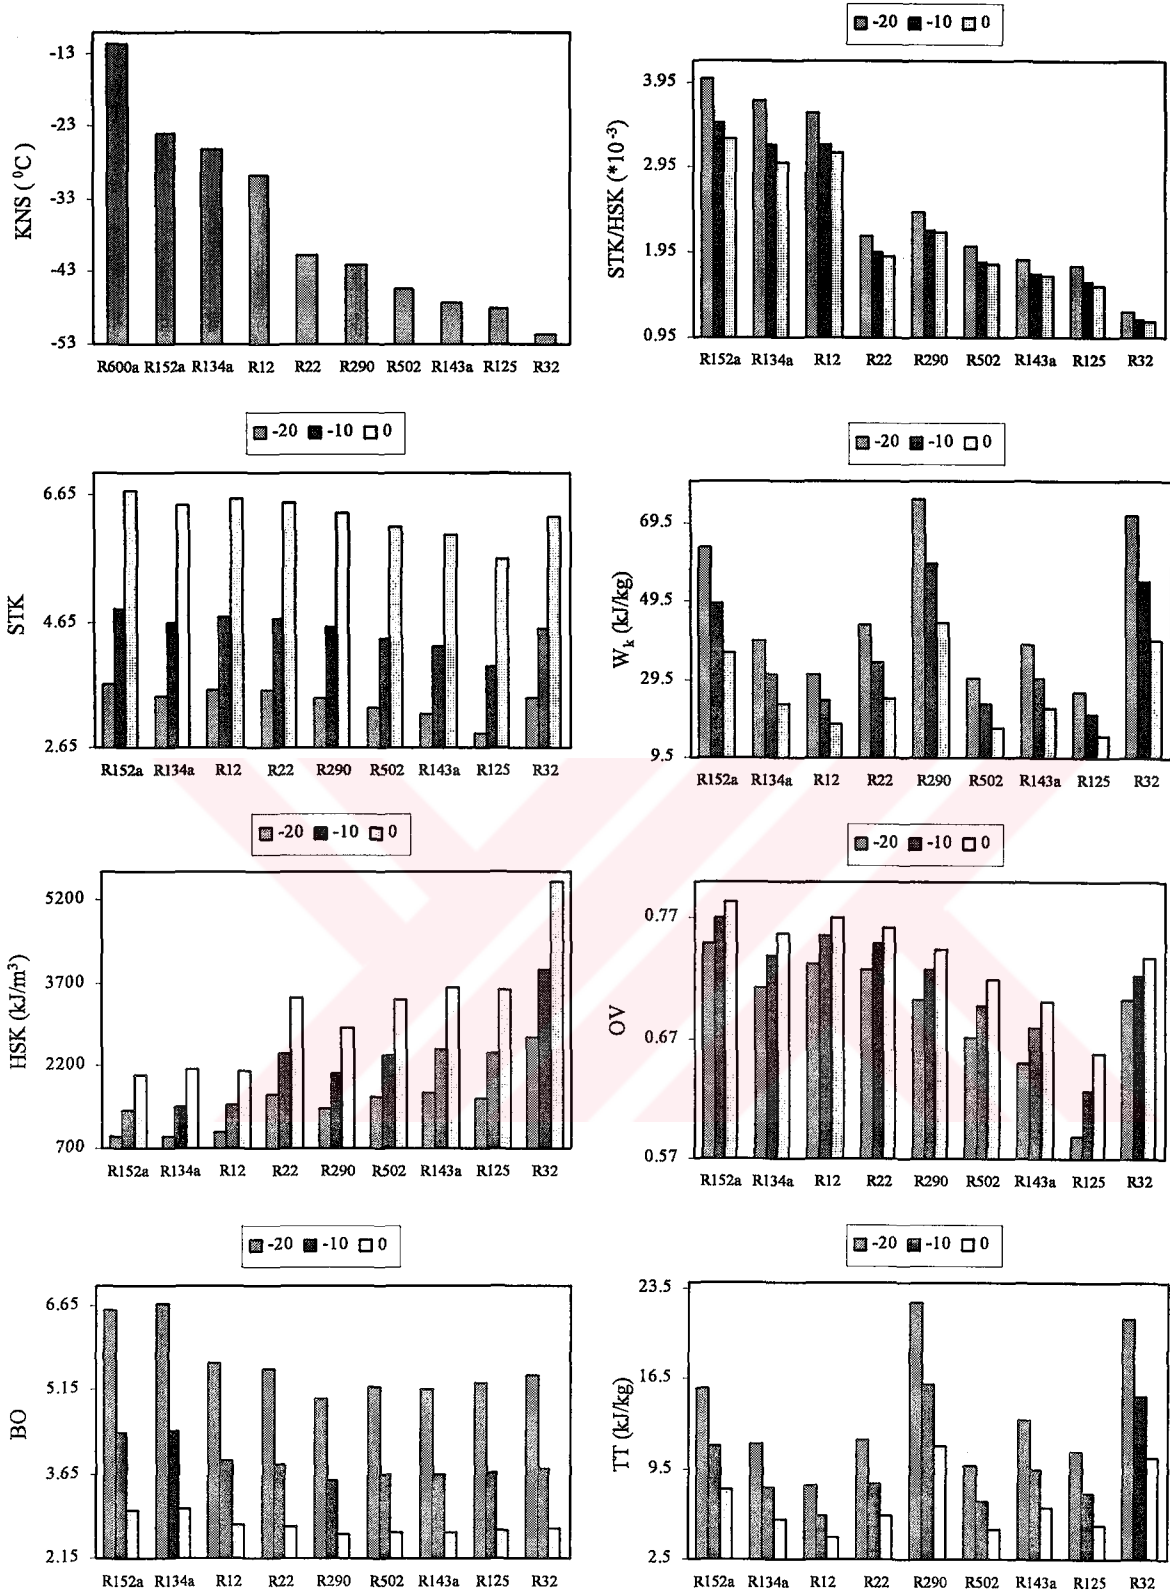 -13
-23
-33
-43
-53
KNS ( ⁰C)
R600a R152a R134a R12 R22 R290 R502 R143a R125 R32
-20 -10 0
3.95
2.95
1.95
0.95
STK/HSK (*10⁻³)
R152a R134a R12 R22 R290 R502 R143a R125 R32
-20 -10 0
6.65
4.65
2.65
STK
R152a R134a R12 R22 R290 R502 R143a R125 R32
-20 -10 0
69.5
49.5
29.5
9.5
Wₖ (kJ/kg)
R152a R134a R12 R22 R290 R502 R143a R125 R32
-20 -10 0
5200
3700
2200
700
HSK (kJ/m³)
R152a R134a R12 R22 R290 R502 R143a R125 R32
-20 -10 0
0.77
0.67
0.57
OV
R152a R134a R12 R22 R290 R502 R143a R125 R32
-20 -10 0
6.65
5.15
3.65
2.15
BO
R152a R134a R12 R22 R290 R502 R143a R125 R32
-20 -10 0
23.5
16.5
9.5
2.5
TT (kJ/kg)
R152a R134a R12 R22 R290 R502 R143a R125 R32